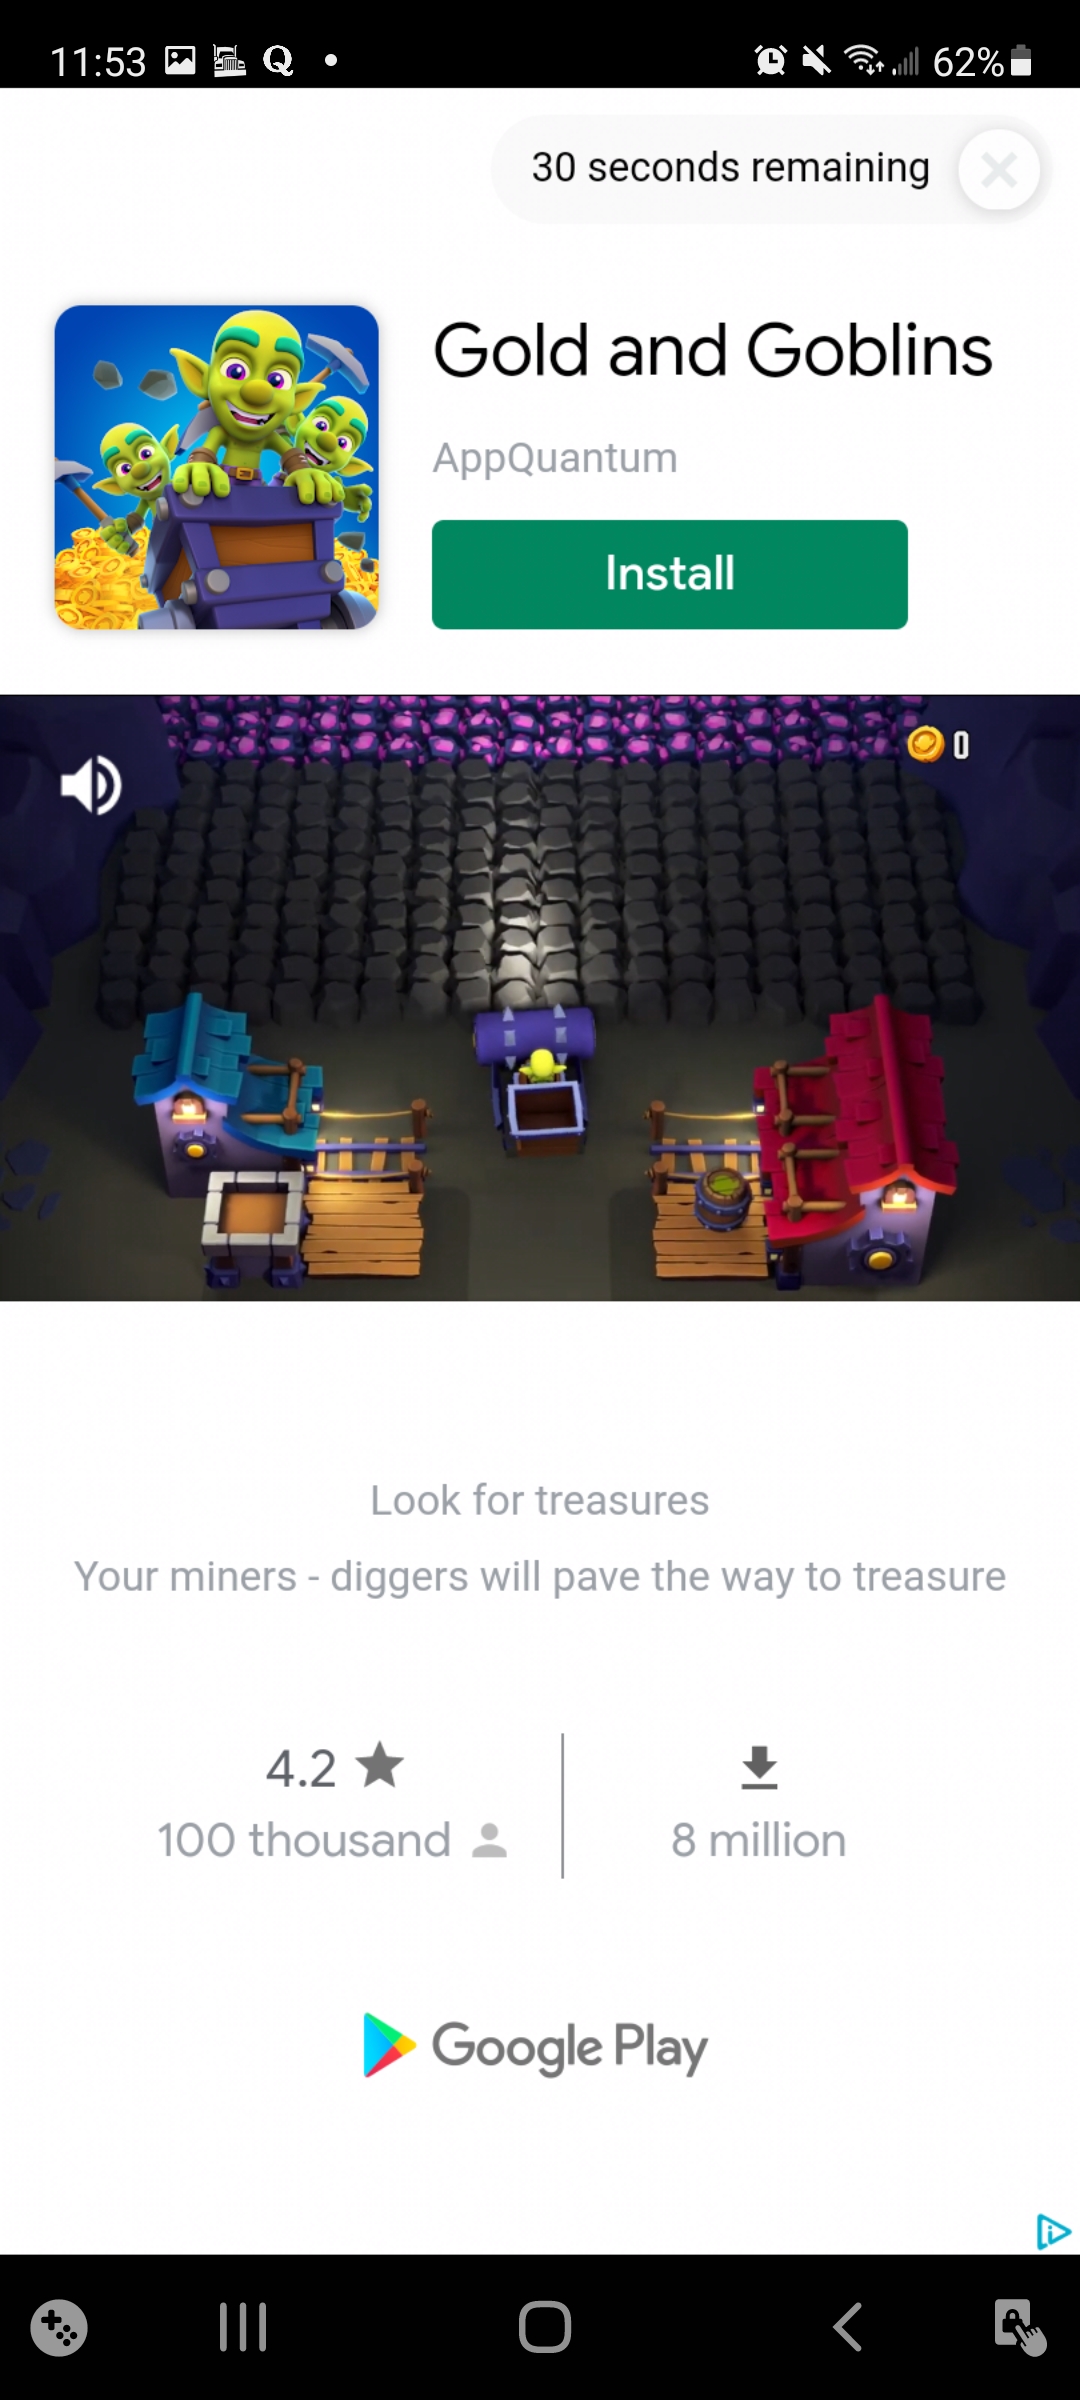 11:53
62%
30 seconds remaining
Gold and Goblins
AppQuantum
Install
0
Look for treasures
Your miners - diggers will pave the way to treasure
4.2
100 thousand
8 million
Google Play